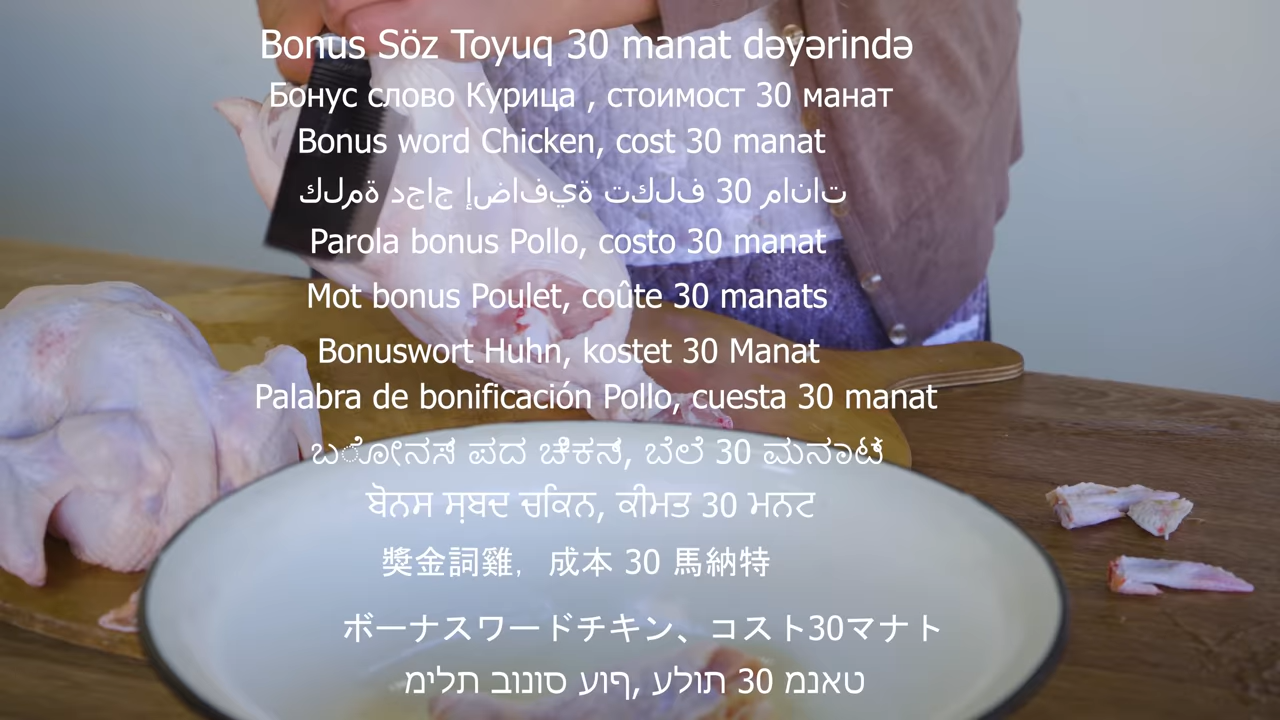 Bonus Söz Toyuq 30 manat dəyərində
Бонус слово Курица , стоимост 30 манат
Bonus word Chicken, cost 30 manat
كلمة دجاج إضافية تكلف 30 مانات
Parola bonus Pollo, costo 30 manat
Mot bonus Poulet, coûte 30 manats
Bonuswort Huhn, kostet 30 Manat
Palabra de bonificación Pollo, cuesta 30 manat
ಬೋನಸ್ ಪದ ಚಿಕನ್, ಬೆಲೆ 30 ಮನಾಟ್
ਬੋਨਸ ਸ਼ਬਦ ਚਿਕਨ, ਕੀਮਤ 30 ਮਨਟ
獎金詞雞，成本 30 馬納特
ボーナスワードチキン、コスト30マナト
מילת בונוס עוף, עלות 30 מנאט